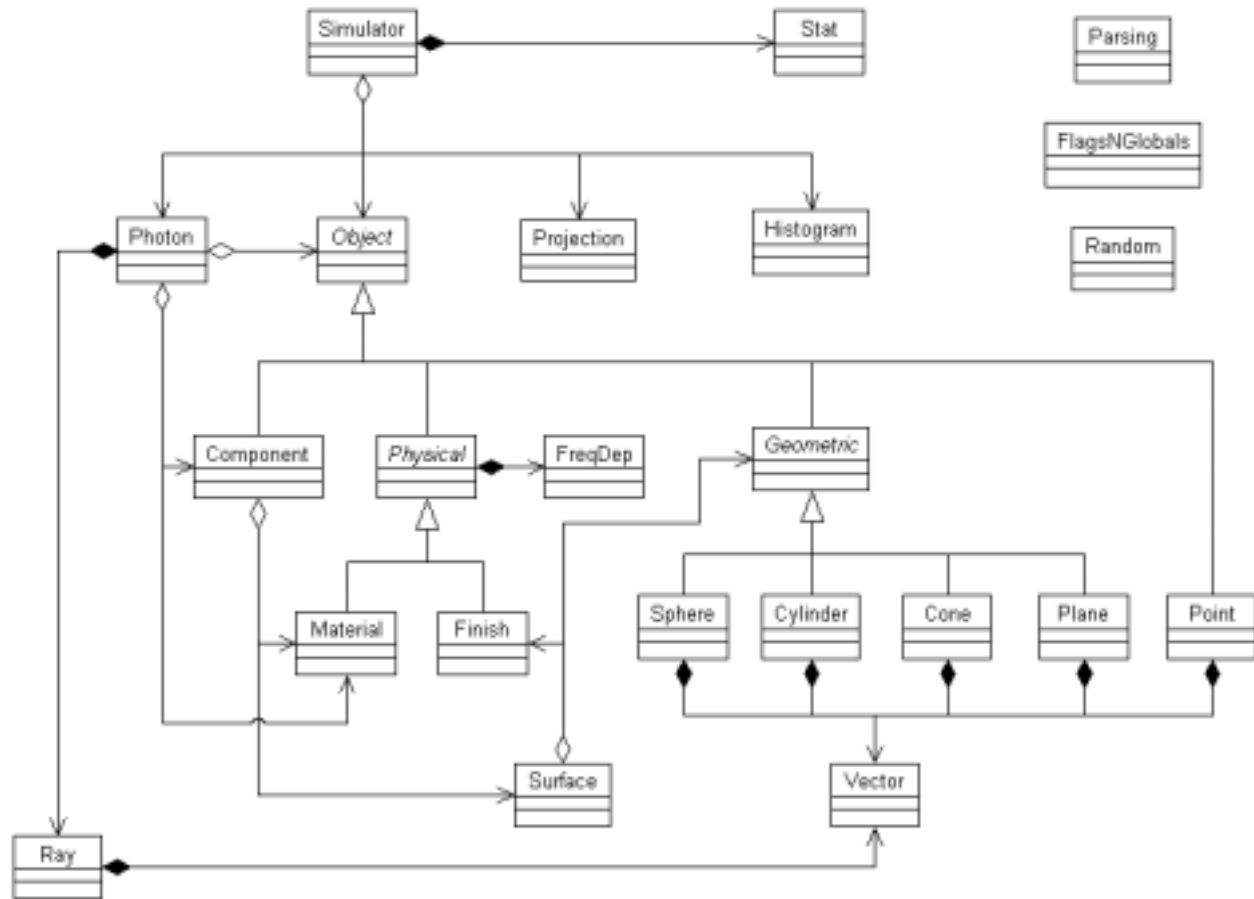 Simulator
Stat
Parsing
FlagsNGlobals
Photon
Object
Projection
Histogram
Random
Component
Physical
FreqDep
Geometric
Material
Finish
Sphere
Cylinder
Cone
Plane
Point
Surface
Vector
Ray